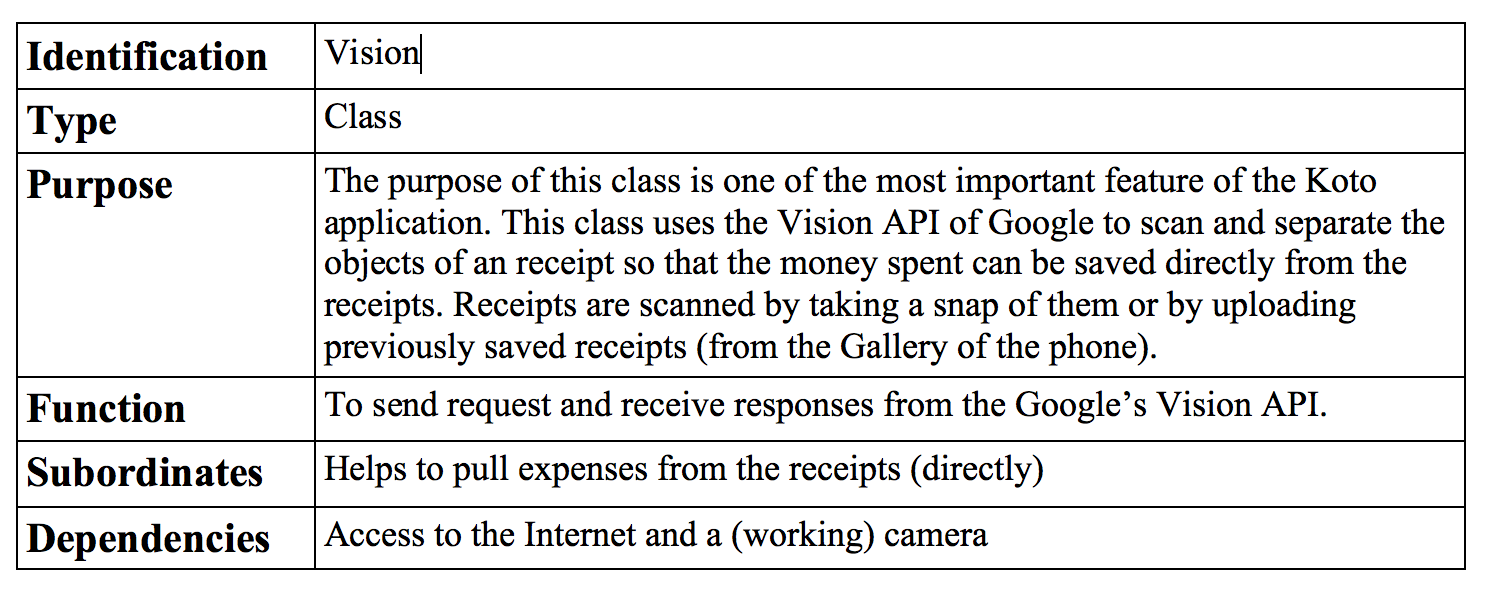 Identification Vision
Type Class
Purpose The purpose of this class is one of the most important feature of the Koto
application. This class uses the Vision API of Google to scan and separate the
objects of an receipt so that the money spent can be saved directly from the
receipts. Receipts are scanned by taking a snap of them or by uploading
previously saved receipts (from the Gallery of the phone).
Function To send request and receive responses from the Google’s Vision API.
Subordinates Helps to pull expenses from the receipts (directly)
Dependencies Access to the Internet and a (working) camera